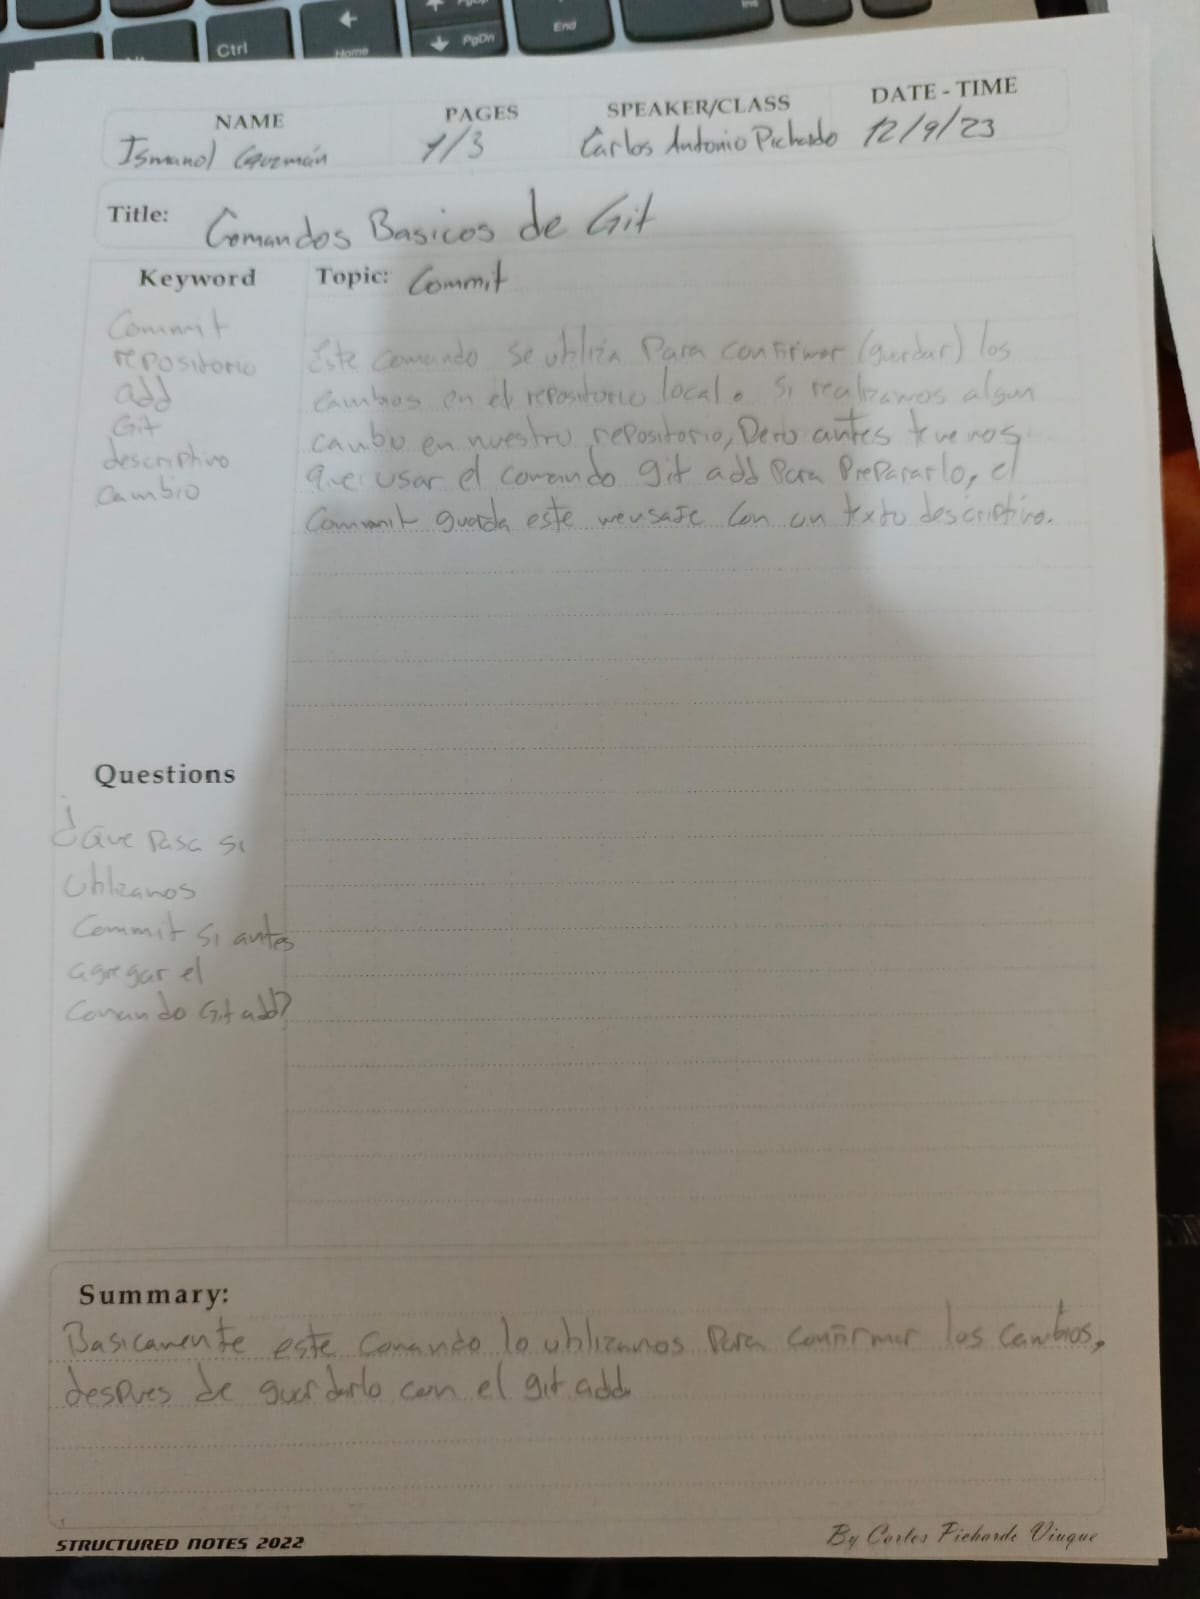 Ctrl
Home
PgUp
PgDn
End
Ins
NAME PAGES SPEAKER/CLASS DATE - TIME
Ismanol Guzmán 1/3 Carlos Antonio Pichardo 12/9/23
Title: Comandos Basicos de Git
Keyword
Commit
repositorio
add
Git
descriptivo
cambio
Topic: Commit
Este comando se utiliza Para confirmar (guardar) los
cambios en el repositorio local. Si realizamos algun
cambio en nuestro repositorio, Pero antes tenemos
que usar el comando git add para Prepararlo, el
Commit guarda este mensaje con un texto descriptivo.
Questions
¿Que Pasa si
utilizamos
Commit si antes
agregar el
comando Git add?
Summary:
Basicamente este comando lo utilizamos Para confirmar los cambios,
despues de guardarlo con el git add
STRUCTURED NOTES 2022
By Carlos Pichardo Viuque